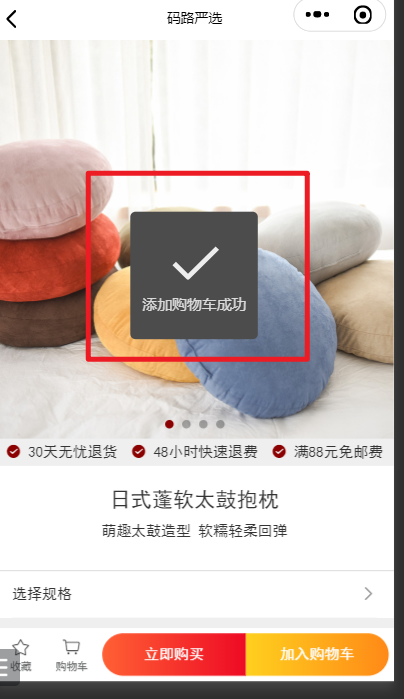 码路严选
添加购物车成功
30天无忧退货 48小时快速退费 满88元免邮费
日式蓬软太鼓抱枕
萌趣太鼓造型 软糯轻柔回弹
选择规格
收藏 购物车 立即购买 加入购物车